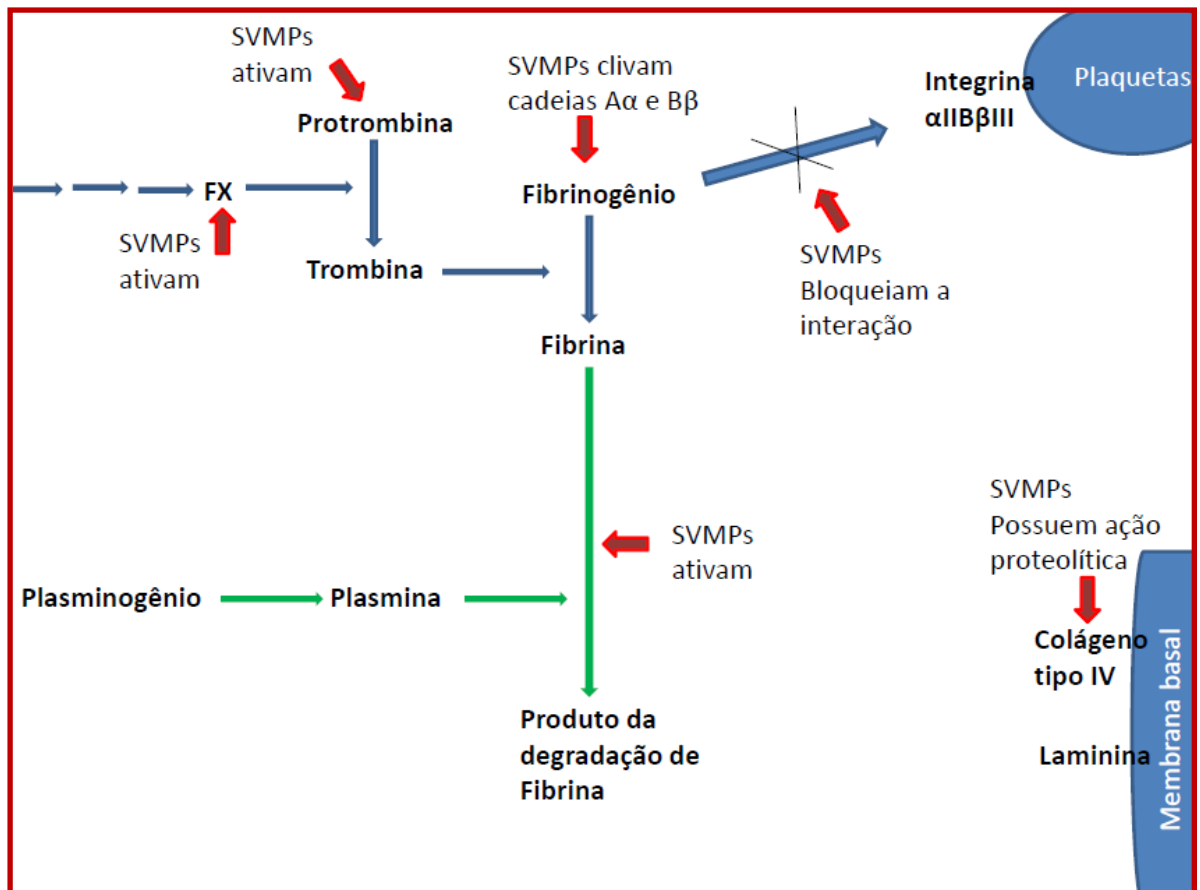 SVMPs
ativam
Protrombina
FX
SVMPs
ativam
Trombina
SVMPs clivam
cadeias Aα e Bβ
Fibrinogênio
Fibrina
Integrina
αIIBβIII
Plaquetas
SVMPs
Bloqueiam a
interação
SVMPs
ativam
Plasminogênio
Plasmina
Produto da
degradação de
Fibrina
SVMPs
Possuem ação
proteolítica
Colágeno
tipo IV
Laminina
Membrana basal